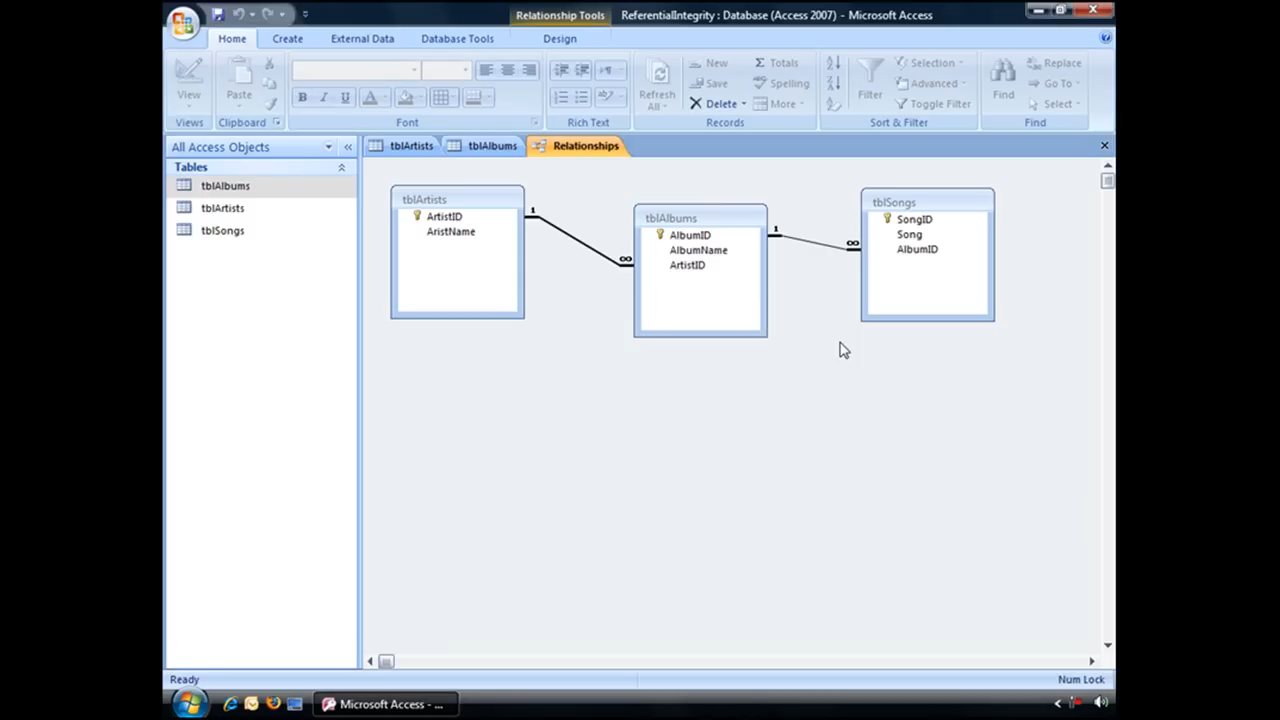 Relationship Tools
ReferentialIntegrity : Database (Access 2007) - Microsoft Access
Home
Create
External Data
Database Tools
Design
View
Views
Paste
Clipboard
B I U A
Font
Rich Text
Refresh
All
New
Save
Delete
Totals
Spelling
More
Records
Filter
Selection
Advanced
Toggle Filter
Sort & Filter
Find
Replace
Go To
Select
Find
All Access Objects
Tables
tblAlbums
tblArtists
tblSongs
tblArtists
tblAlbums
Relationships
tblArtists
ArtistID
AristName
1
∞
tblAlbums
AlbumID
AlbumName
ArtistID
1
∞
tblSongs
SongID
Song
AlbumID
Ready
Num Lock
Microsoft Access - ...